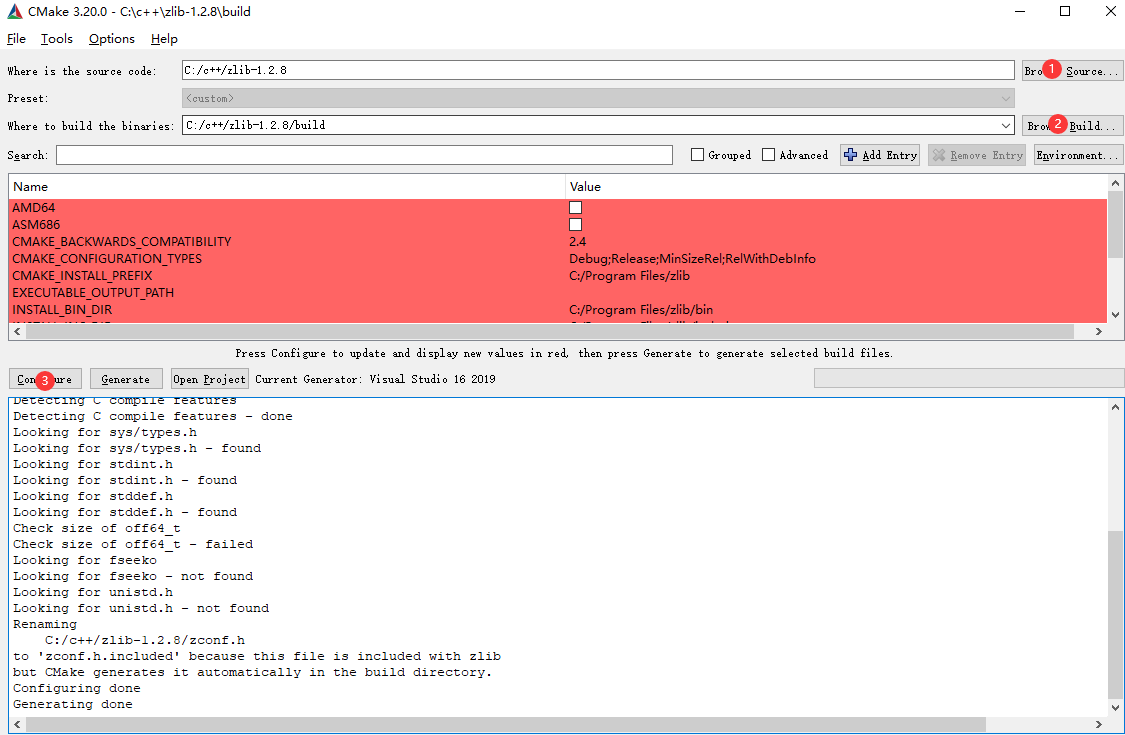 CMake 3.20.0 - C:\c++\zlib-1.2.8\build
File Tools Options Help
Where is the source code: C:/c++/zlib-1.2.8 1 Source...
Preset: <custom>
Where to build the binaries: C:/c++/zlib-1.2.8/build 2 Build...
Search: Grouped Advanced Add Entry Remove Entry Environment...
Name Value
AMD64
ASM686
CMAKE_BACKWARDS_COMPATIBILITY 2.4
CMAKE_CONFIGURATION_TYPES Debug;Release;MinSizeRel;RelWithDebInfo
CMAKE_INSTALL_PREFIX C:/Program Files/zlib
EXECUTABLE_OUTPUT_PATH
INSTALL_BIN_DIR C:/Program Files/zlib/bin
Press Configure to update and display new values in red, then press Generate to generate selected build files.
3 Generate Open Project Current Generator: Visual Studio 16 2019
Detecting C compile features
Detecting C compile features - done
Looking for sys/types.h
Looking for sys/types.h - found
Looking for stdint.h
Looking for stdint.h - found
Looking for stddef.h
Looking for stddef.h - found
Check size of off64_t
Check size of off64_t - failed
Looking for fseeko
Looking for fseeko - not found
Looking for unistd.h
Looking for unistd.h - not found
Renaming
C:/c++/zlib-1.2.8/zconf.h
to 'zconf.h.included' because this file is included with zlib
but CMake generates it automatically in the build directory.
Configuring done
Generating done